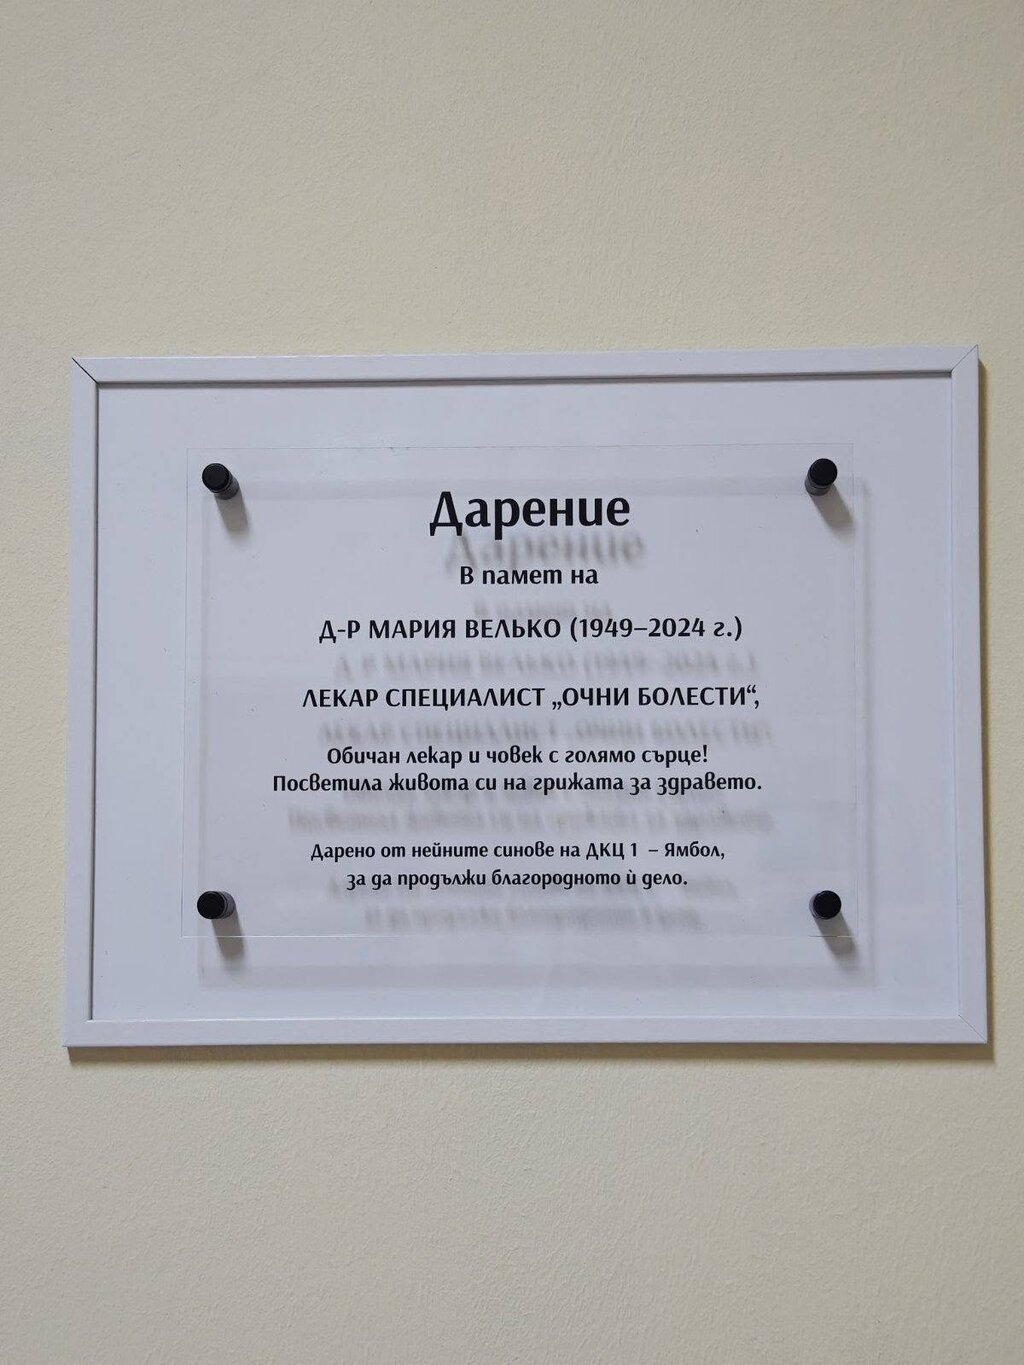 Дарение
В памет на
Д-Р МАРИЯ ВЕЛЬКО (1949–2024 г.)
ЛЕКАР СПЕЦИАЛИСТ „ОЧНИ БОЛЕСТИ“,
Обичан лекар и човек с голямо сърце!
Посветила живота си на грижата за здравето.
Дарено от нейните синове на ДКЦ 1 – Ямбол,
за да продължи благородното ѝ дело.